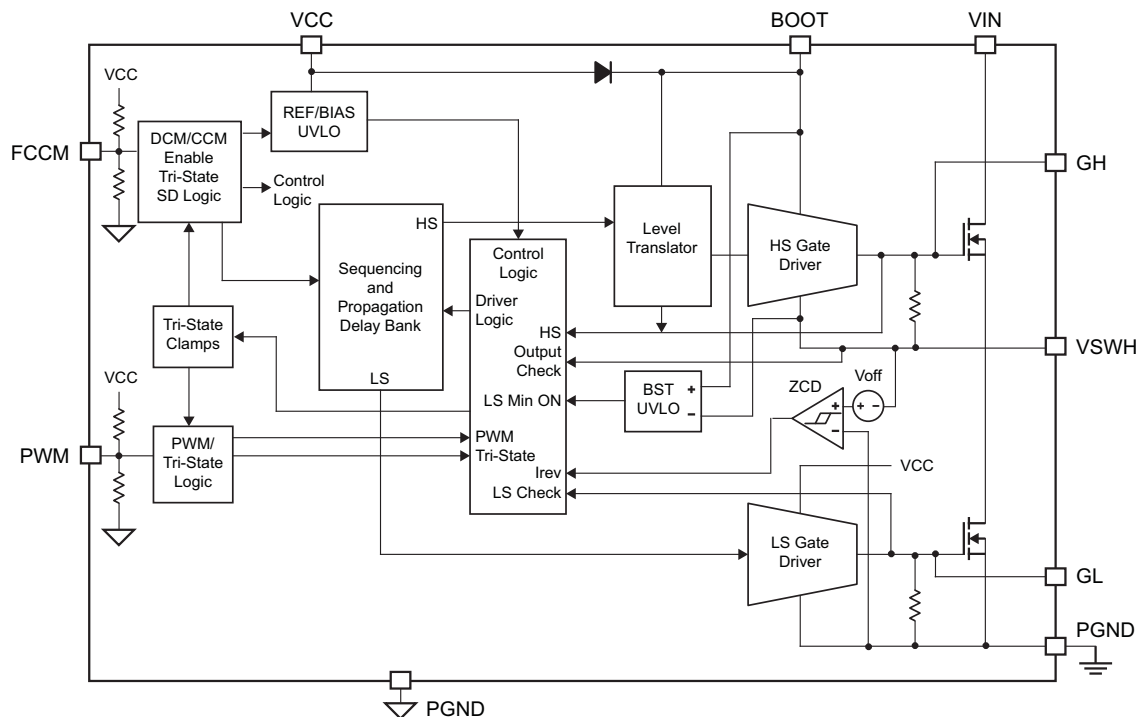 VCC
BOOT
VIN
VCC
FCCM
DCM/CCM
Enable
Tri-State
SD Logic
REF/BIAS
UVLO
Control
Logic
GH
HS
Sequencing
and
Propagation
Delay Bank
LS
Control
Logic
Driver
Logic
HS
Output
Check
LS Min ON
PWM
Tri-State
Irev
LS Check
Level
Translator
HS Gate
Driver
Tri-State
Clamps
VSWH
BST
UVLO
+
-
ZCD
Voff
+ -
+
-
VCC
PWM
PWM/
Tri-State
Logic
VCC
LS Gate
Driver
GL
PGND
PGND